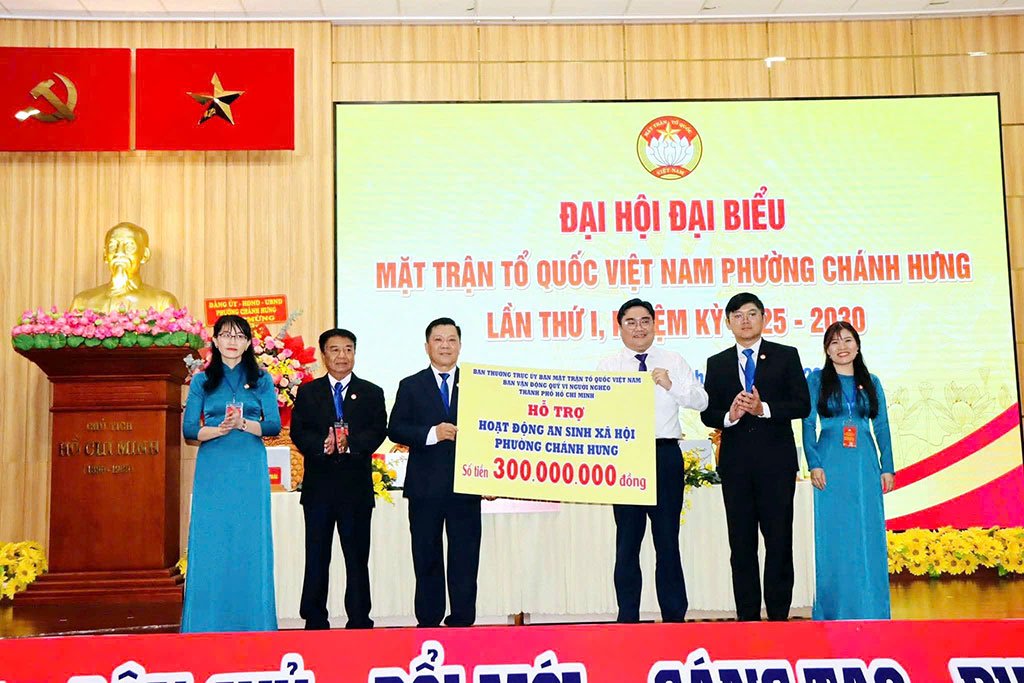 MẶT TRẬN TỔ QUỐC
VIỆT NAM
ĐẠI HỘI ĐẠI BIỂU
MẶT TRẬN TỔ QUỐC VIỆT NAM PHƯỜNG CHÁNH HƯNG
LẦN THỨ I, NHIỆM KỲ 25 - 2030
ĐẢNG ỦY - HĐND - UBND
PHƯỜNG CHÁNH HƯNG
CHỦ TỊCH
HỒ CHÍ MINH
(1890-1969)
BAN THƯỜNG TRỰC ỦY BAN MẶT TRẬN TỔ QUỐC VIỆT NAM
BAN VẬN ĐỘNG QUỸ VÌ NGƯỜI NGHÈO
THÀNH PHỐ HỒ CHÍ MINH
HỖ TRỢ
HOẠT ĐỘNG AN SINH XÃ HỘI
PHƯỜNG CHÁNH HƯNG
Số tiền 300.000.000 đồng
ĐỔI MỚI - SÁNG TẠO